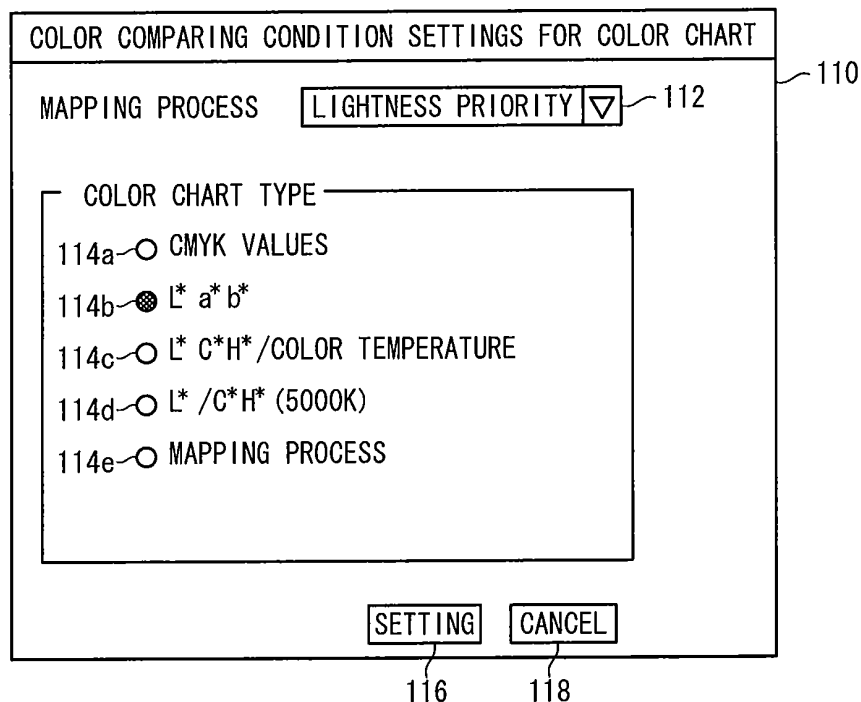 COLOR COMPARING CONDITION SETTINGS FOR COLOR CHART
110
MAPPING PROCESS LIGHTNESS PRIORITY 112
COLOR CHART TYPE
114a CMYK VALUES
114b L* a* b*
114c L* C*H* /COLOR TEMPERATURE
114d L* /C*H* (5000K)
114e MAPPING PROCESS
SETTING CANCEL
116 118